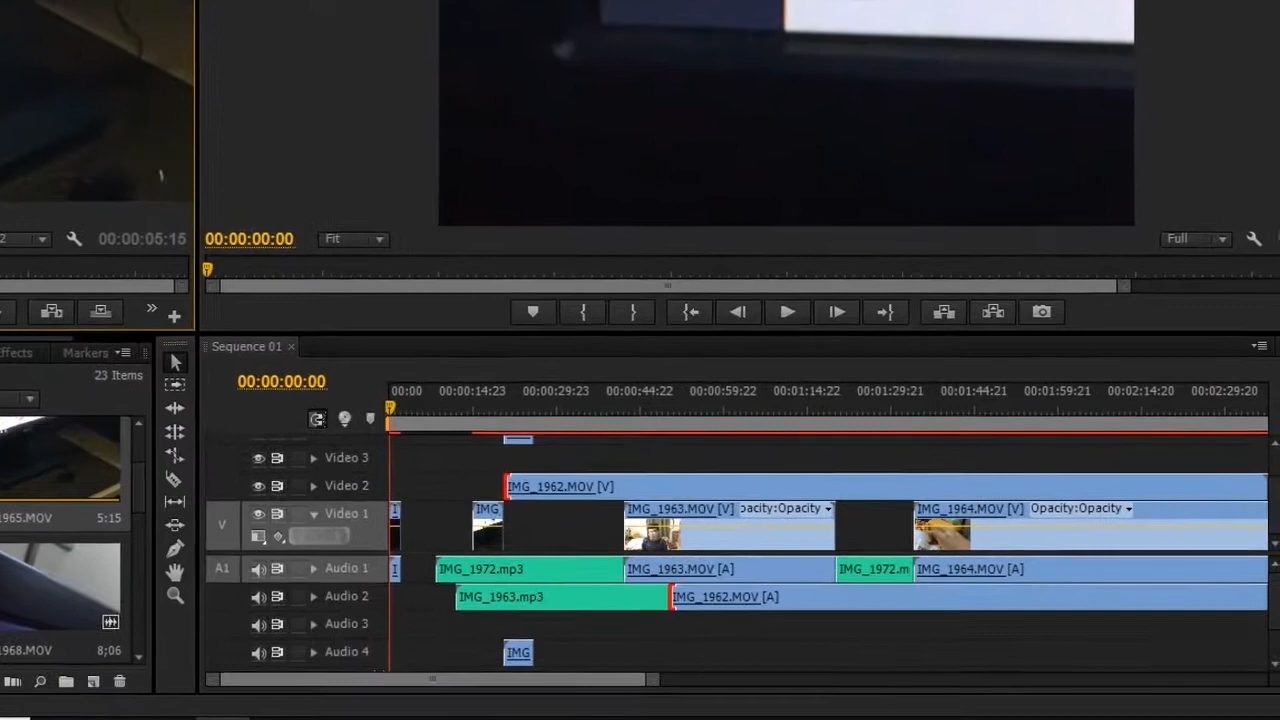 2
00:00:05:15
00:00:00:00
Fit
Full
ffects
Markers
23 Items
1965.MOV
5:15
1968.MOV
8;06
Sequence 01
00:00:00:00
00:00
00:00:14:23
00:00:29:23
00:00:44:22
00:00:59:22
00:01:14:22
00:01:29:21
00:01:44:21
00:01:59:21
00:02:14:20
00:02:29:20
Video 3
Video 2
IMG_1962.MOV [V]
V
Video 1
I
IMG
IMG_1963.MOV [V]
pacity:Opacity
IMG_1964.MOV [V]
Opacity:Opacity
A1
Audio 1
I
IMG_1972.mp3
IMG_1963.MOV [A]
IMG_1972.m
IMG_1964.MOV [A]
Audio 2
IMG_1963.mp3
IMG_1962.MOV [A]
Audio 3
Audio 4
IMG